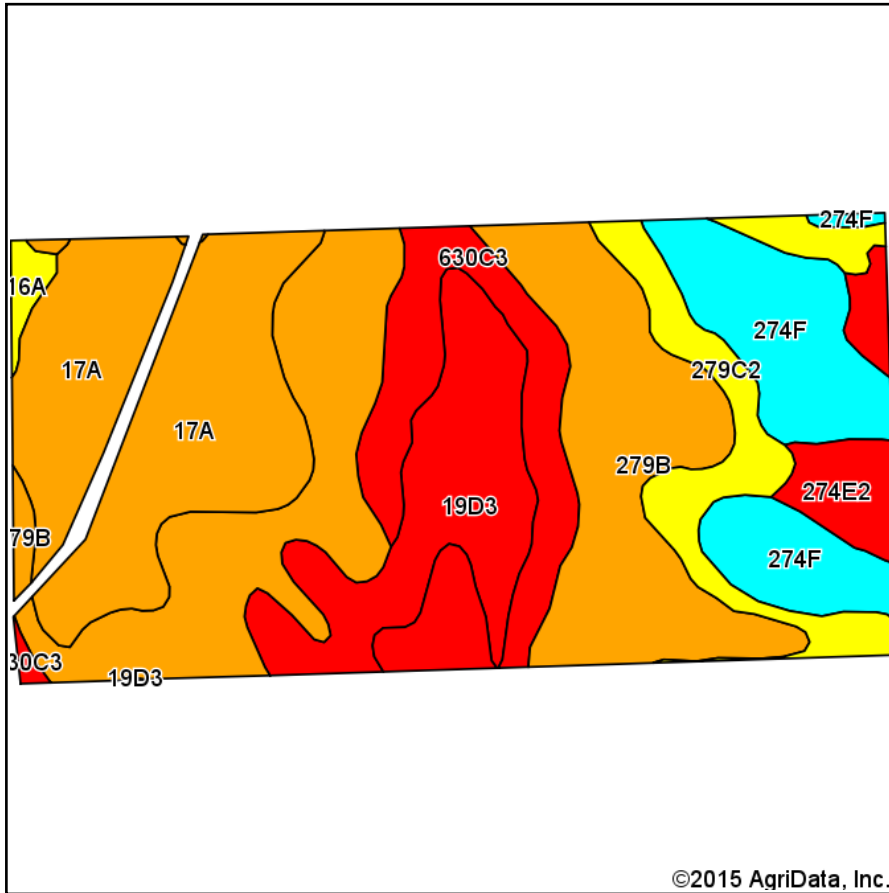 274F
630C3
16A
274F
17A
279C2
17A
279B
274E2
19D3
79B
274F
30C3
19D3
©2015 AgriData, Inc.